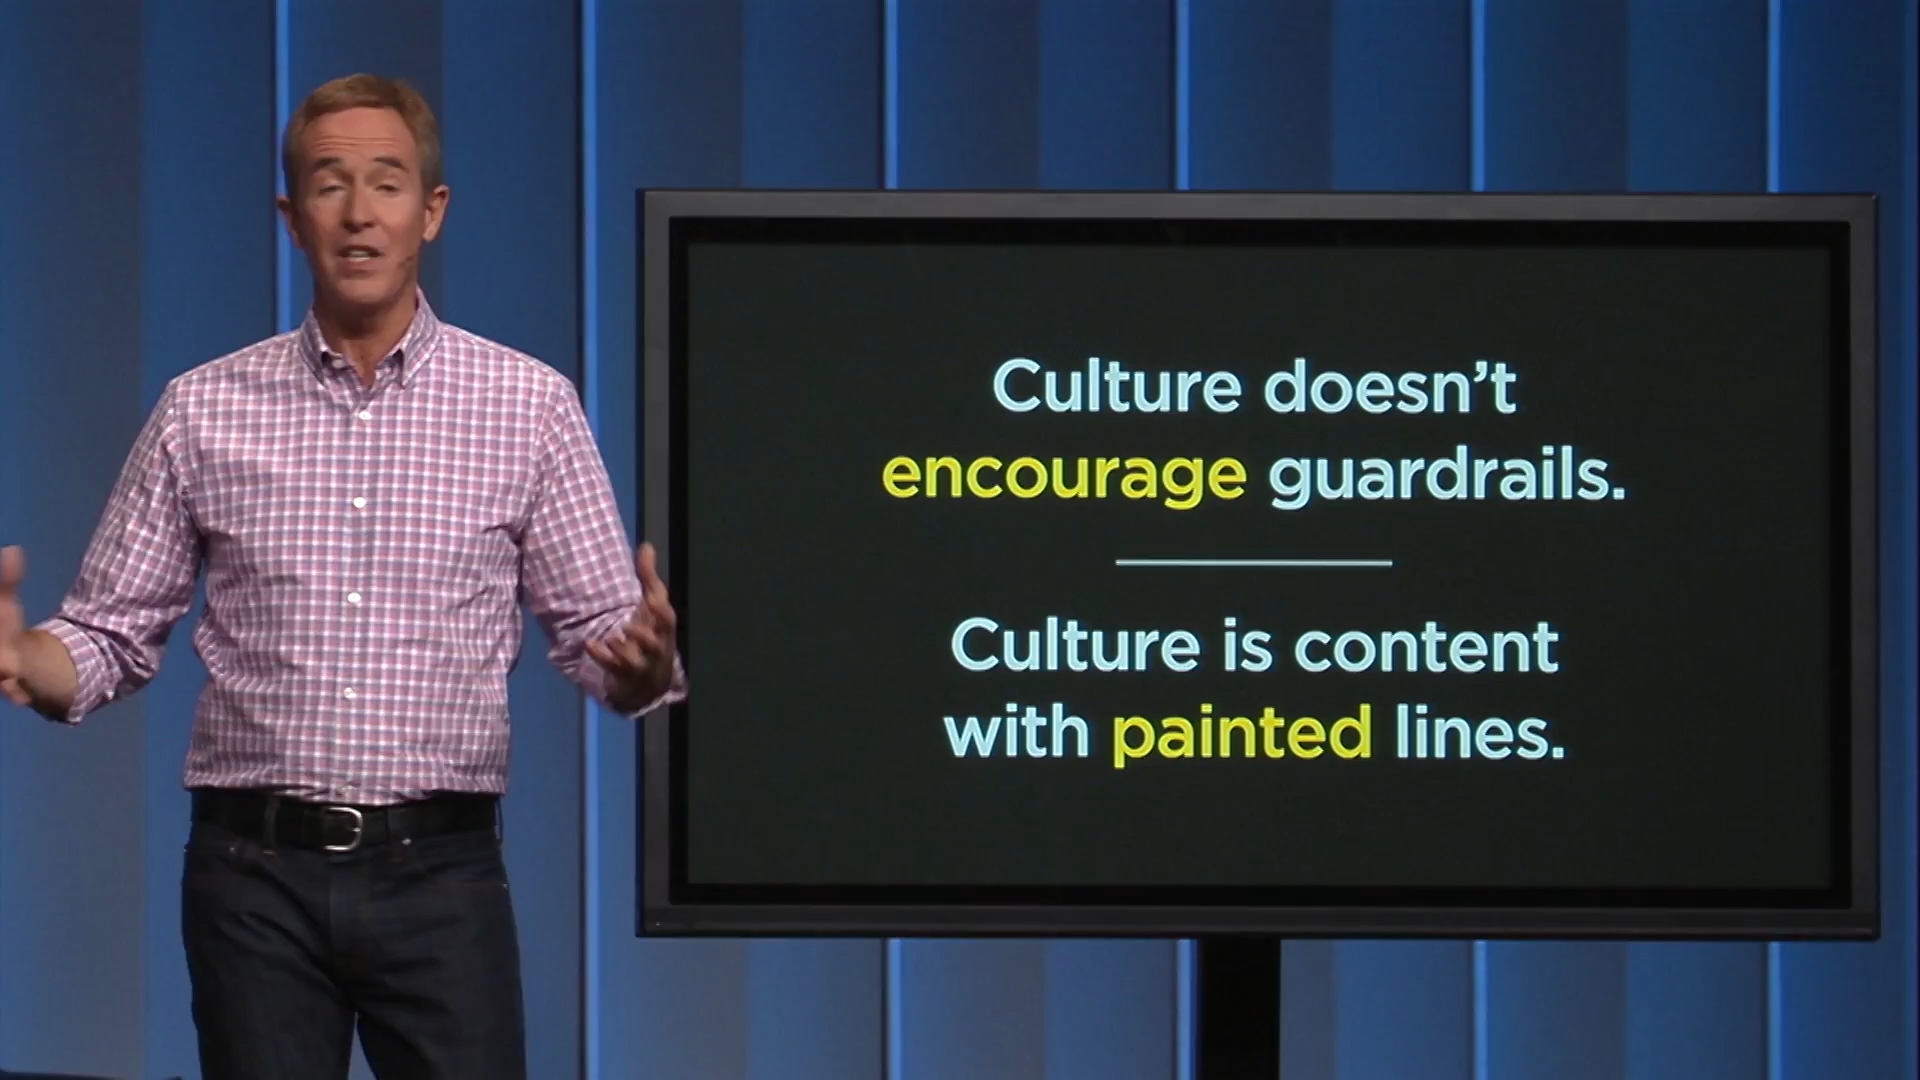 Culture doesn’t
encourage guardrails.
Culture is content
with painted lines.